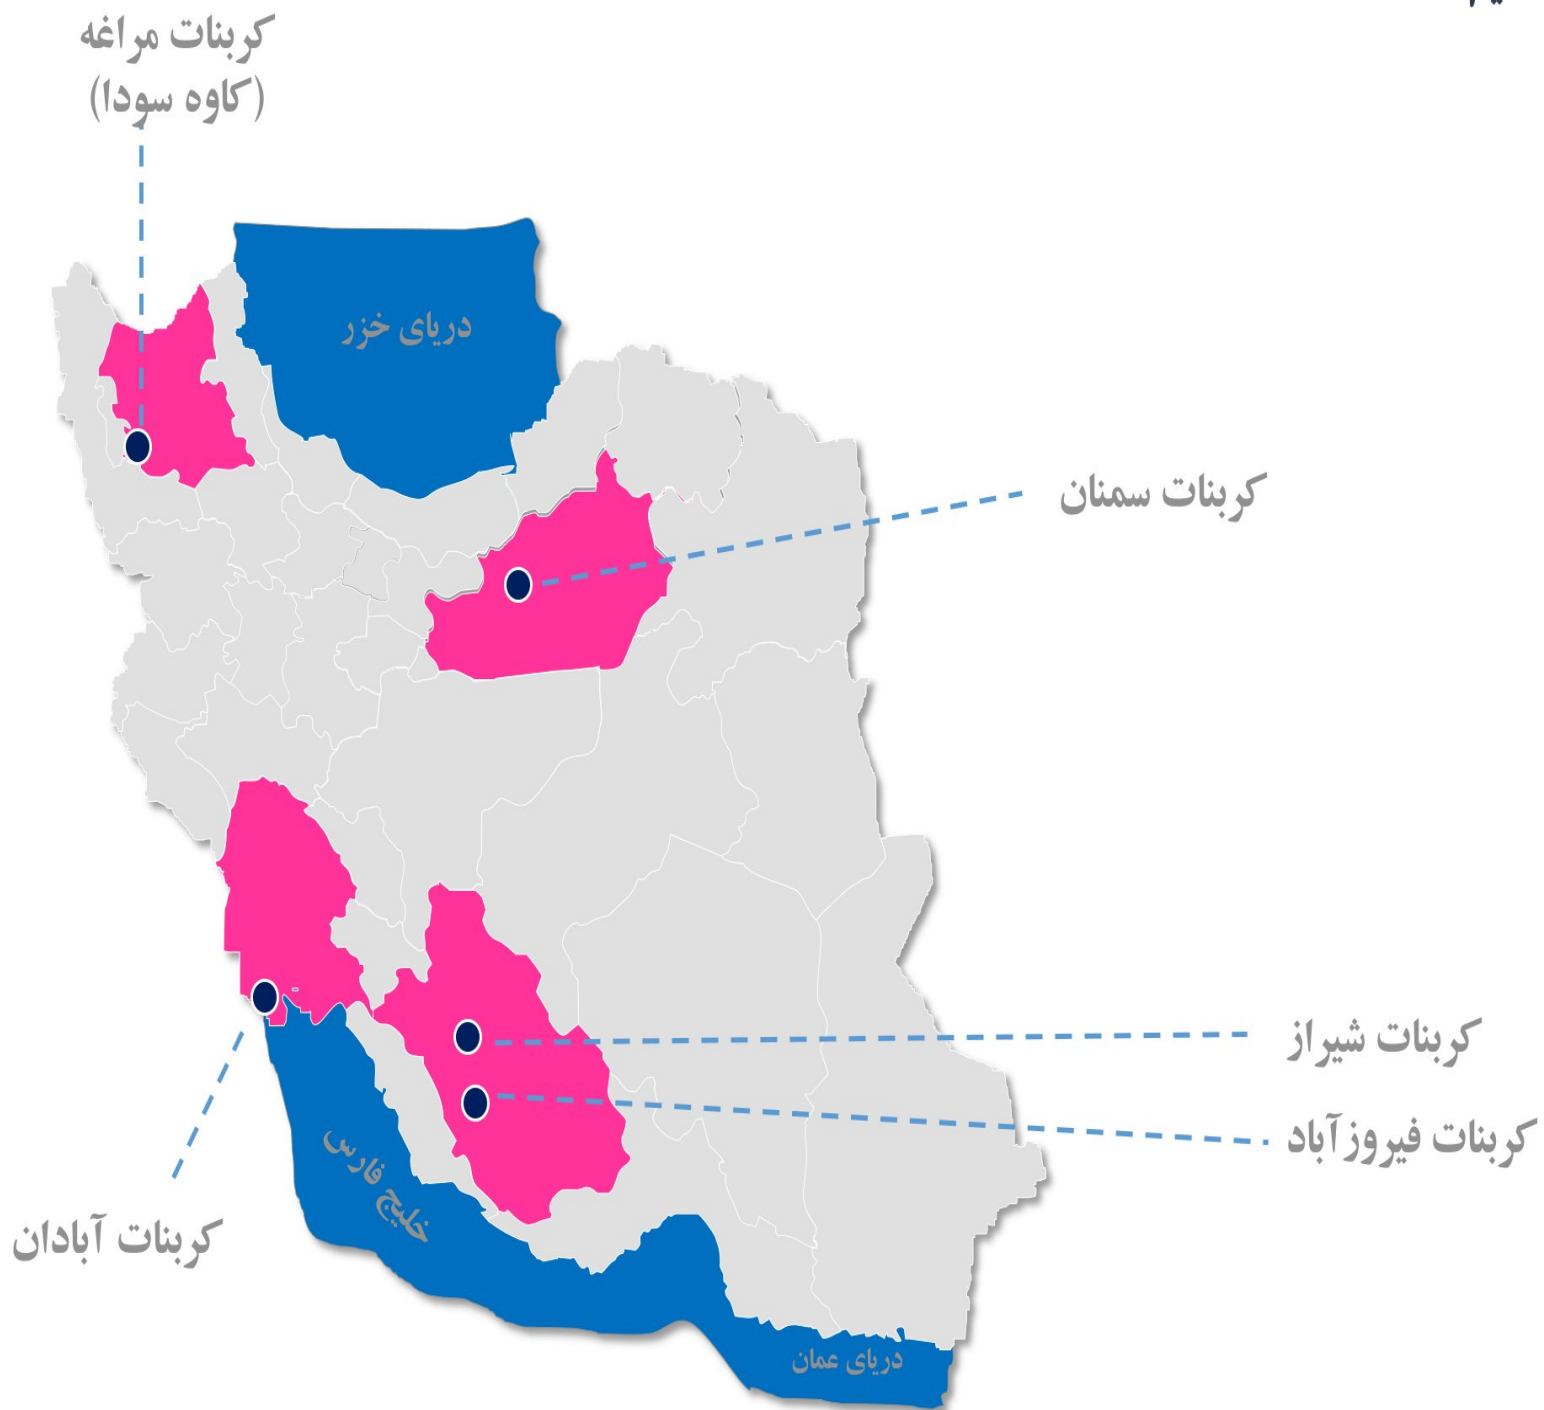 کربنات مراغه
(کاوه سودا)
دریای خزر
کربنات سمنان
کربنات شیراز
کربنات فیروزآباد
خلیج فارس
کربنات آبادان
دریای عمان